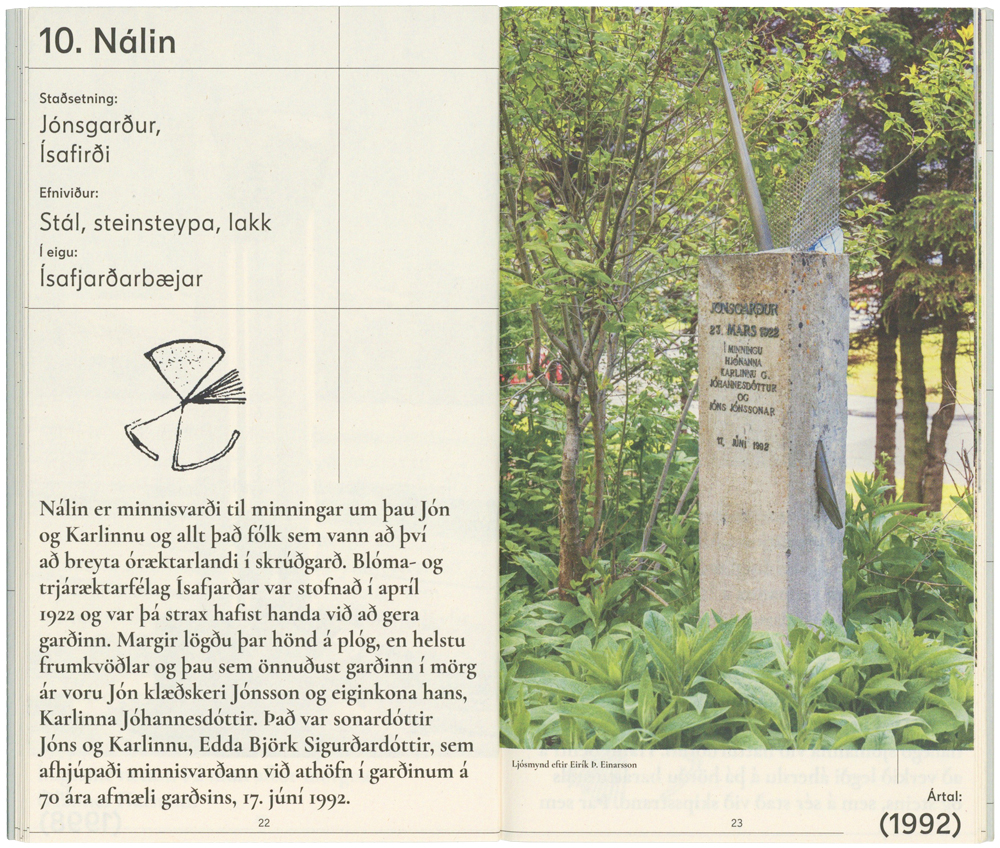 10. Nálin
Staðsetning:
Jónsgarður,
Ísafirði
Efniviður:
Stál, steinsteypa, lakk
Í eigu:
Ísafjarðarbæjar
Nálin er minnisvarði til minningar um þau Jón
og Karlinnu og allt það fólk sem vann að því
að breyta óræktarlandi í skrúðgarð. Blóma- og
trjáræktarfélag Ísafjarðar var stofnað í apríl
1922 og var þá strax hafist handa við að gera
garðinn. Margir lögðu þar hönd á plóg, en helstu
frumkvöðlar og þau sem önnuðust garðinn í mörg
ár voru Jón klæðskeri Jónsson og eiginkona hans,
Karlinna Jóhannesdóttir. Það var sonardóttir
Jóns og Karlinnu, Edda Björk Sigurðardóttir, sem
afhjúpaði minnisvarðann við athöfn í garðinum á
70 ára afmæli garðsins, 17. júní 1992.
22
JÓNSGARÐUR
23. MARS 1922
Í MINNINGU
HJÓNANNA
KARLINNU G.
JÓHANNESDÓTTUR
OG
JÓNS JÓNSSONAR
17. JÚNÍ 1992
Ljósmynd eftir Eirík Þ. Einarsson
23
Ártal:
(1992)